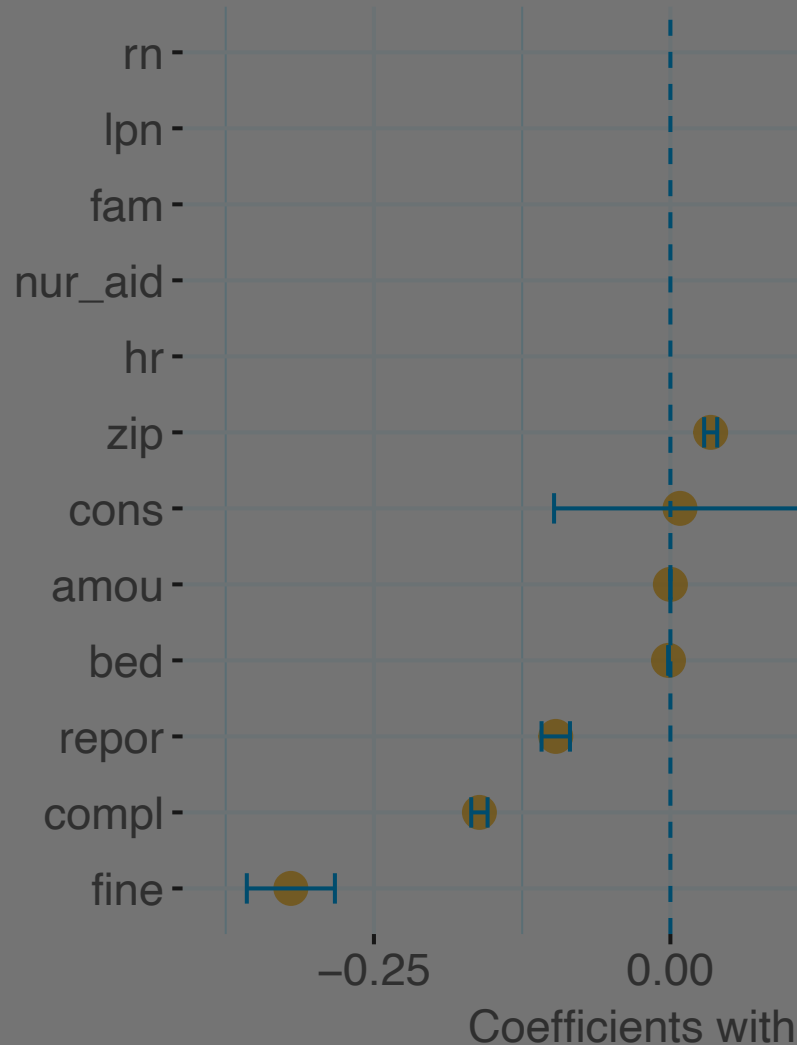 rn
lpn
fam
nur_aid
hr
zip
cons
amou
bed
repor
compl
fine
−0.25 0.00
Coefficients with